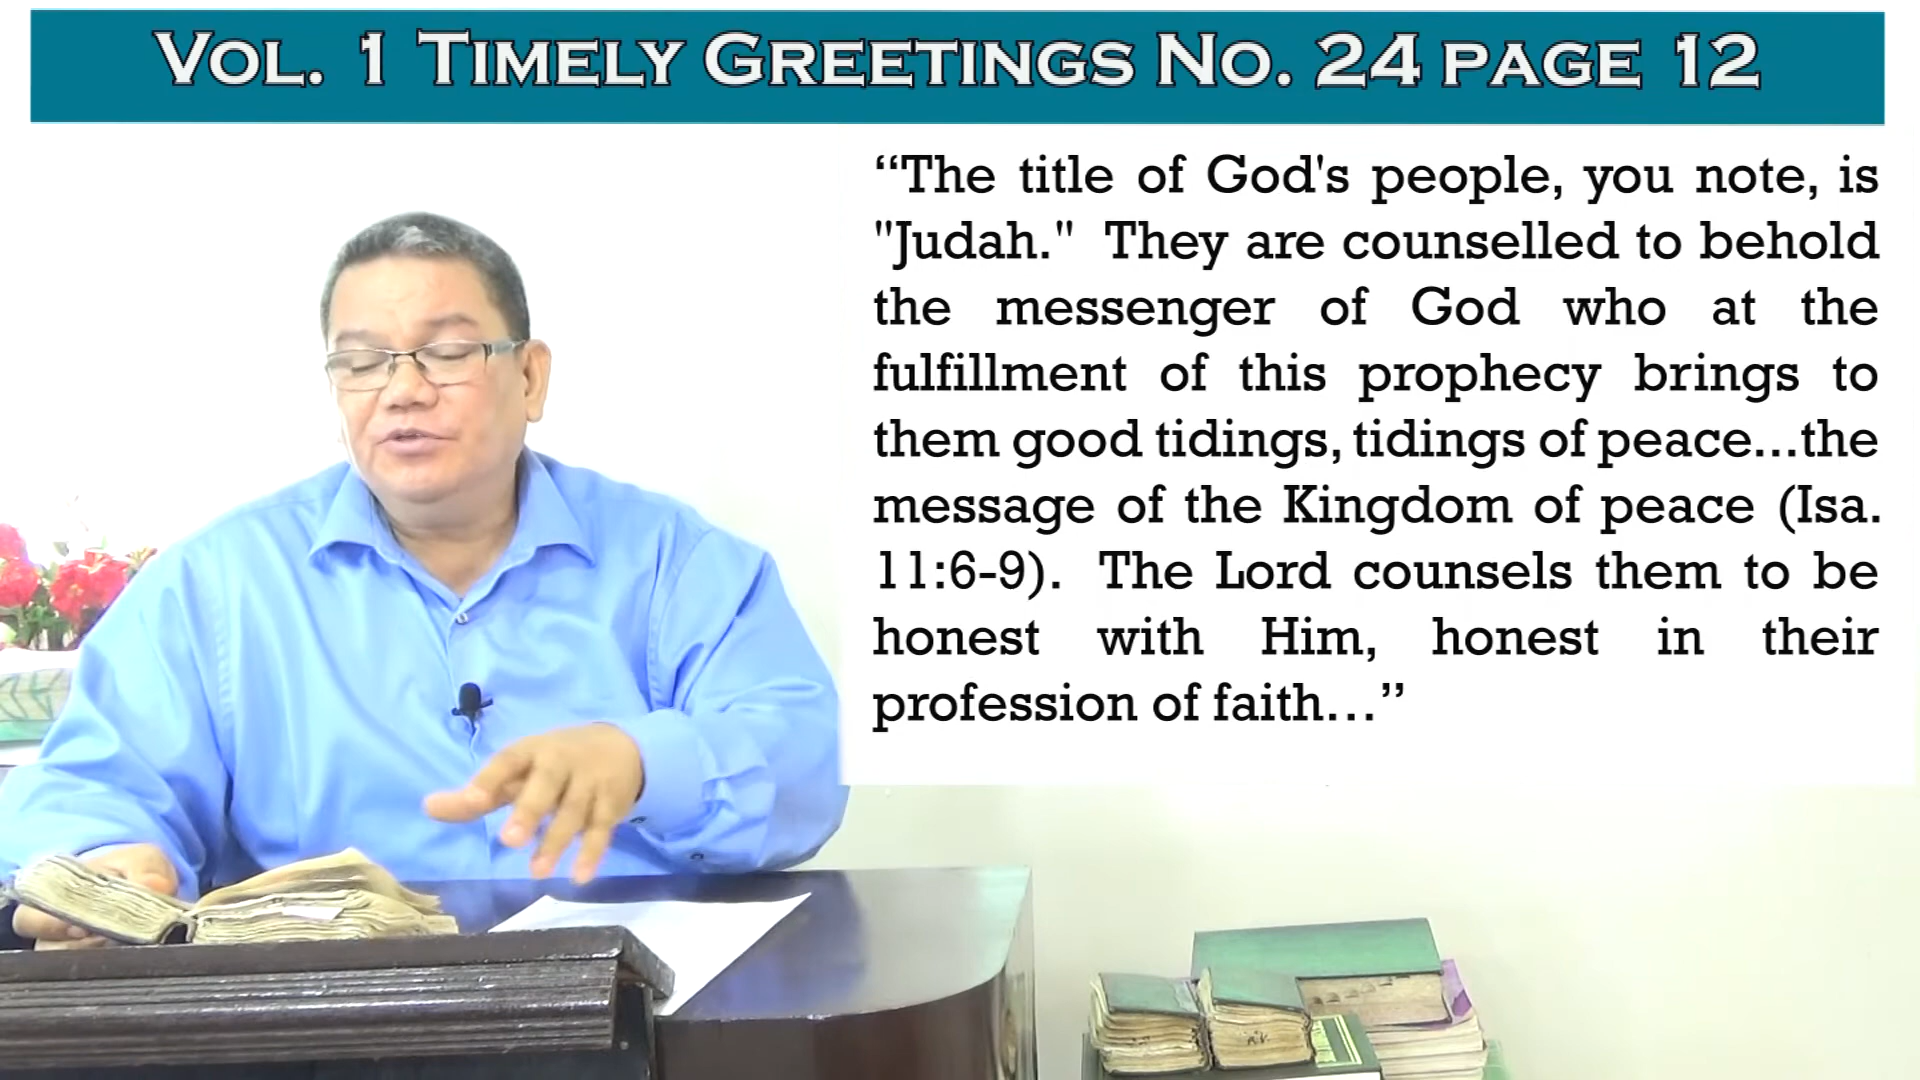 VOL. 1 TIMELY GREETINGS NO. 24 PAGE 12
“The title of God's people, you note, is
"Judah." They are counselled to behold
the messenger of God who at the
fulfillment of this prophecy brings to
them good tidings, tidings of peace...the
message of the Kingdom of peace (Isa.
11:6-9). The Lord counsels them to be
honest with Him, honest in their
profession of faith...”